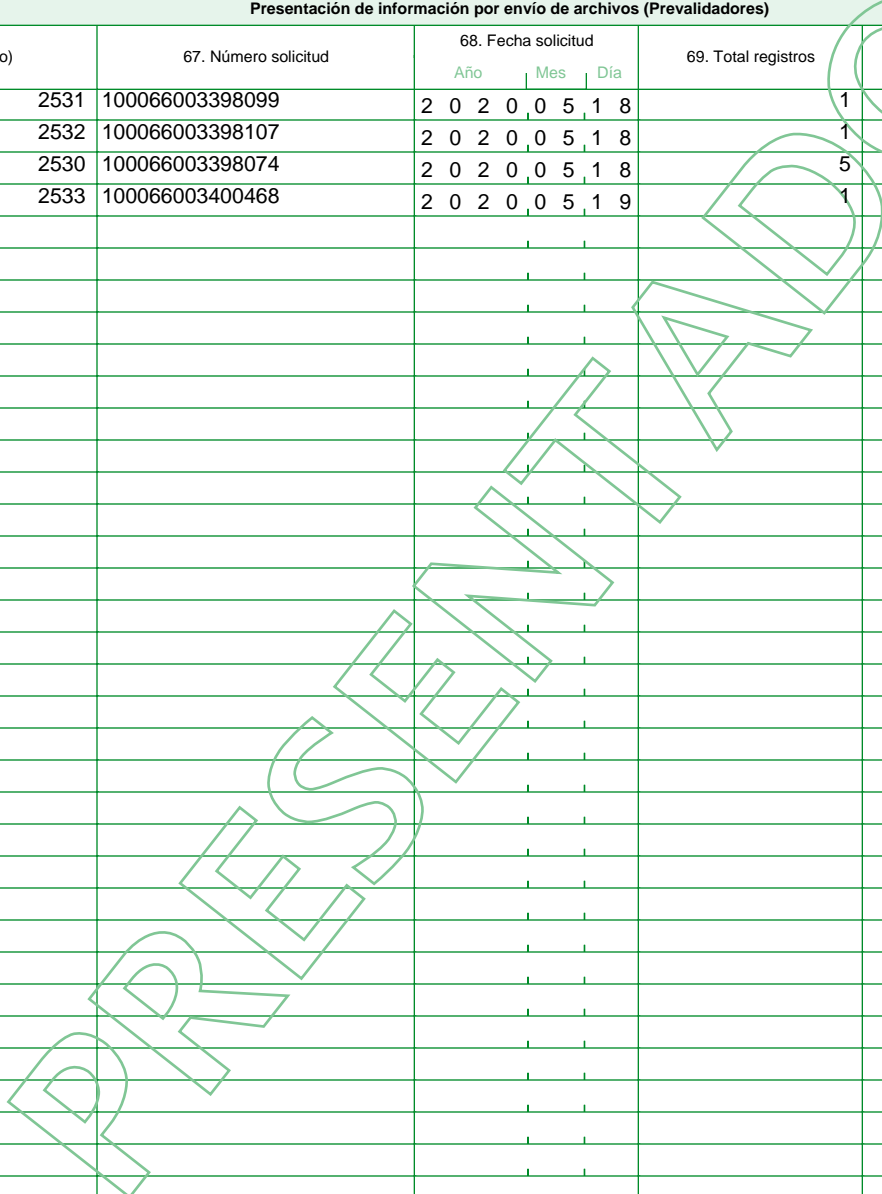 Presentación de información por envío de archivos (Prevalidadores)
o) 67. Número solicitud 68. Fecha solicitud 69. Total registros
Año Mes Día
2531 100066003398099 2 0 2 0 0 5 1 8 1
2532 100066003398107 2 0 2 0 0 5 1 8 1
2530 100066003398074 2 0 2 0 0 5 1 8 5
2533 100066003400468 2 0 2 0 0 5 1 9 1
PRESENTADO